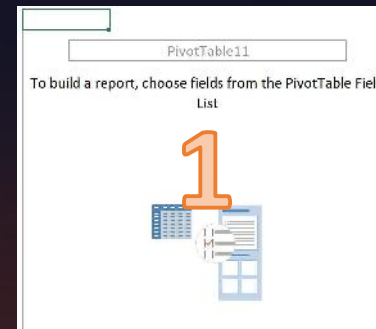 PivotTable11
To build a report, choose fields from the PivotTable Fiel
List
1